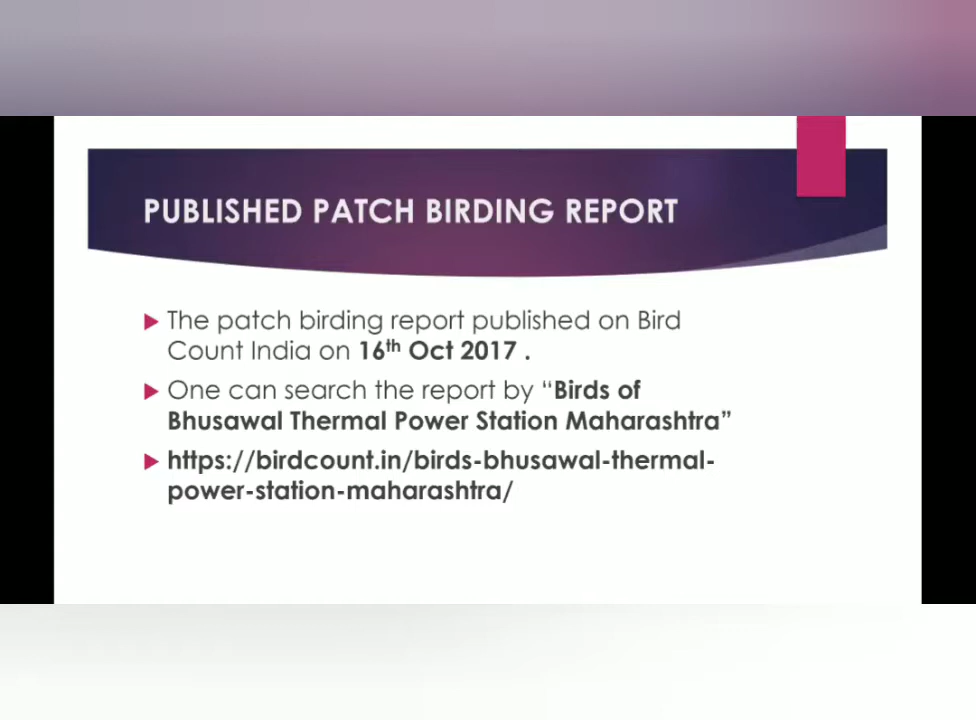 PUBLISHED PATCH BIRDING REPORT
The patch birding report published on Bird
Count India on 16th Oct 2017 .
One can search the report by “Birds of
Bhusawal Thermal Power Station Maharashtra”
https://birdcount.in/birds-bhusawal-thermal-
power-station-maharashtra/